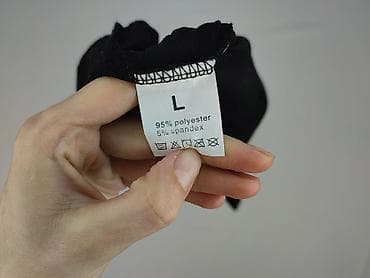 L
95% polyester
5% spandex